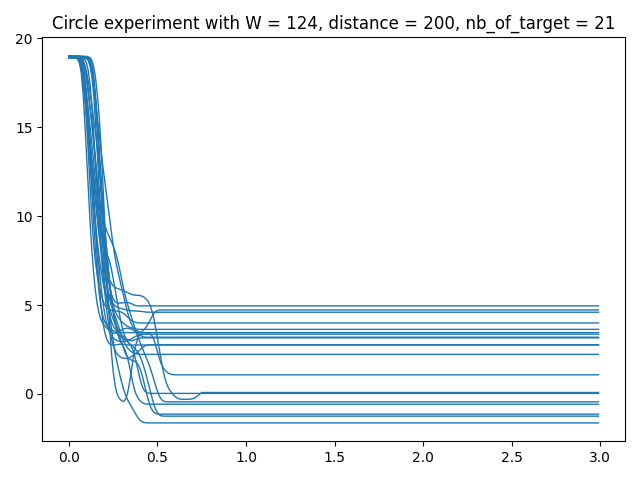 Circle experiment with W = 124, distance = 200, nb_of_target = 21
20
15
10
5
0
0.0 0.5 1.0 1.5 2.0 2.5 3.0